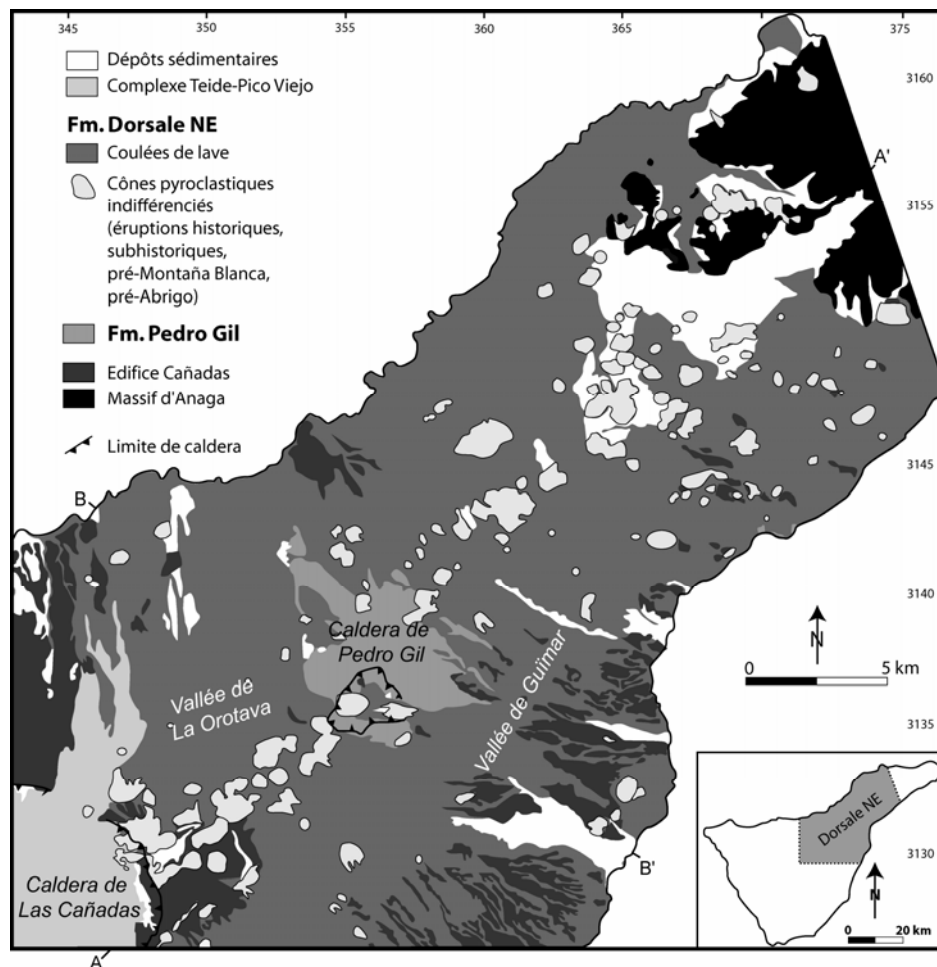 345
350
355
360
365
370
375
Dépôts sédimentaires
Complexe Teide-Pico Viejo
Fm. Dorsale NE
Coulées de lave
Cônes pyroclastiques
indifférenciés
(éruptions historiques,
subhistoriques,
pré-Montaña Blanca,
pré-Abrigo)
Fm. Pedro Gil
Edifice Cañadas
Massif d'Anaga
Limite de caldera
3160
A'
3155
3145
B
3140
Caldera de
Pedro Gil
N
0
5 km
Vallée de
La Orotava
Vallée de Güïmar
3135
Dorsale NE
3130
N
0
20 km
Caldera de
Las Cañadas
B'
A